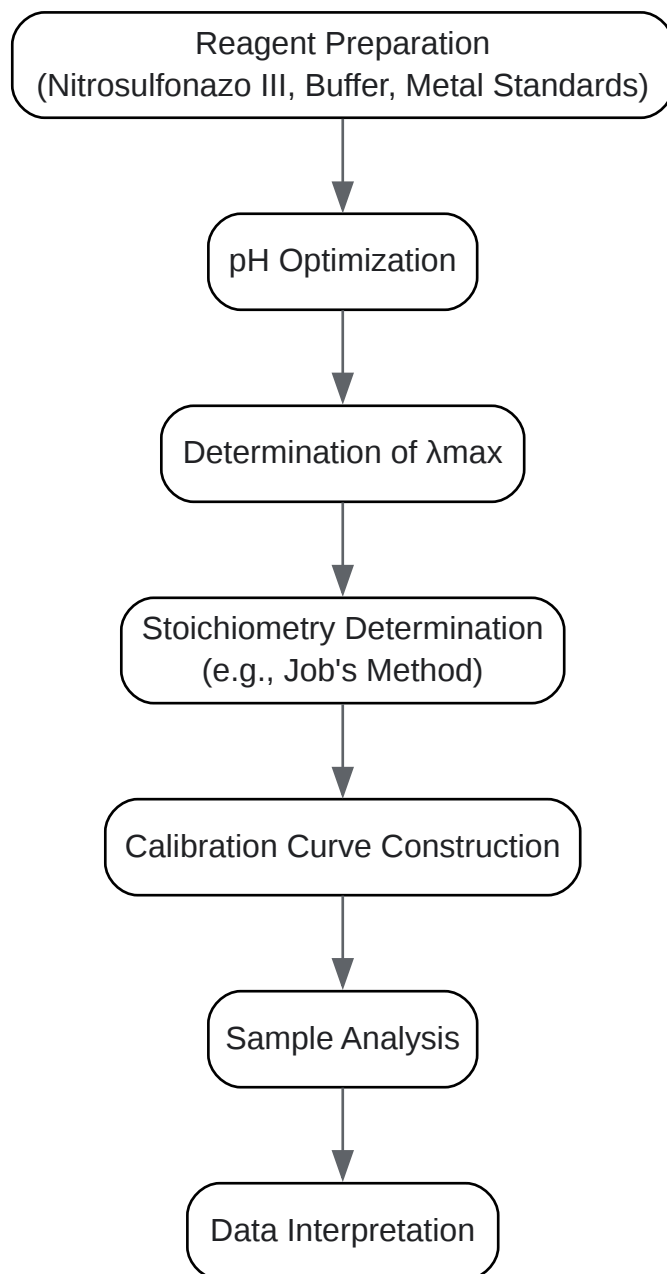 Reagent Preparation
(Nitrosulfonazo III, Buffer, Metal Standards)
pH Optimization
Determination of λmax
Stoichiometry Determination
(e.g., Job's Method)
Calibration Curve Construction
Sample Analysis
Data Interpretation